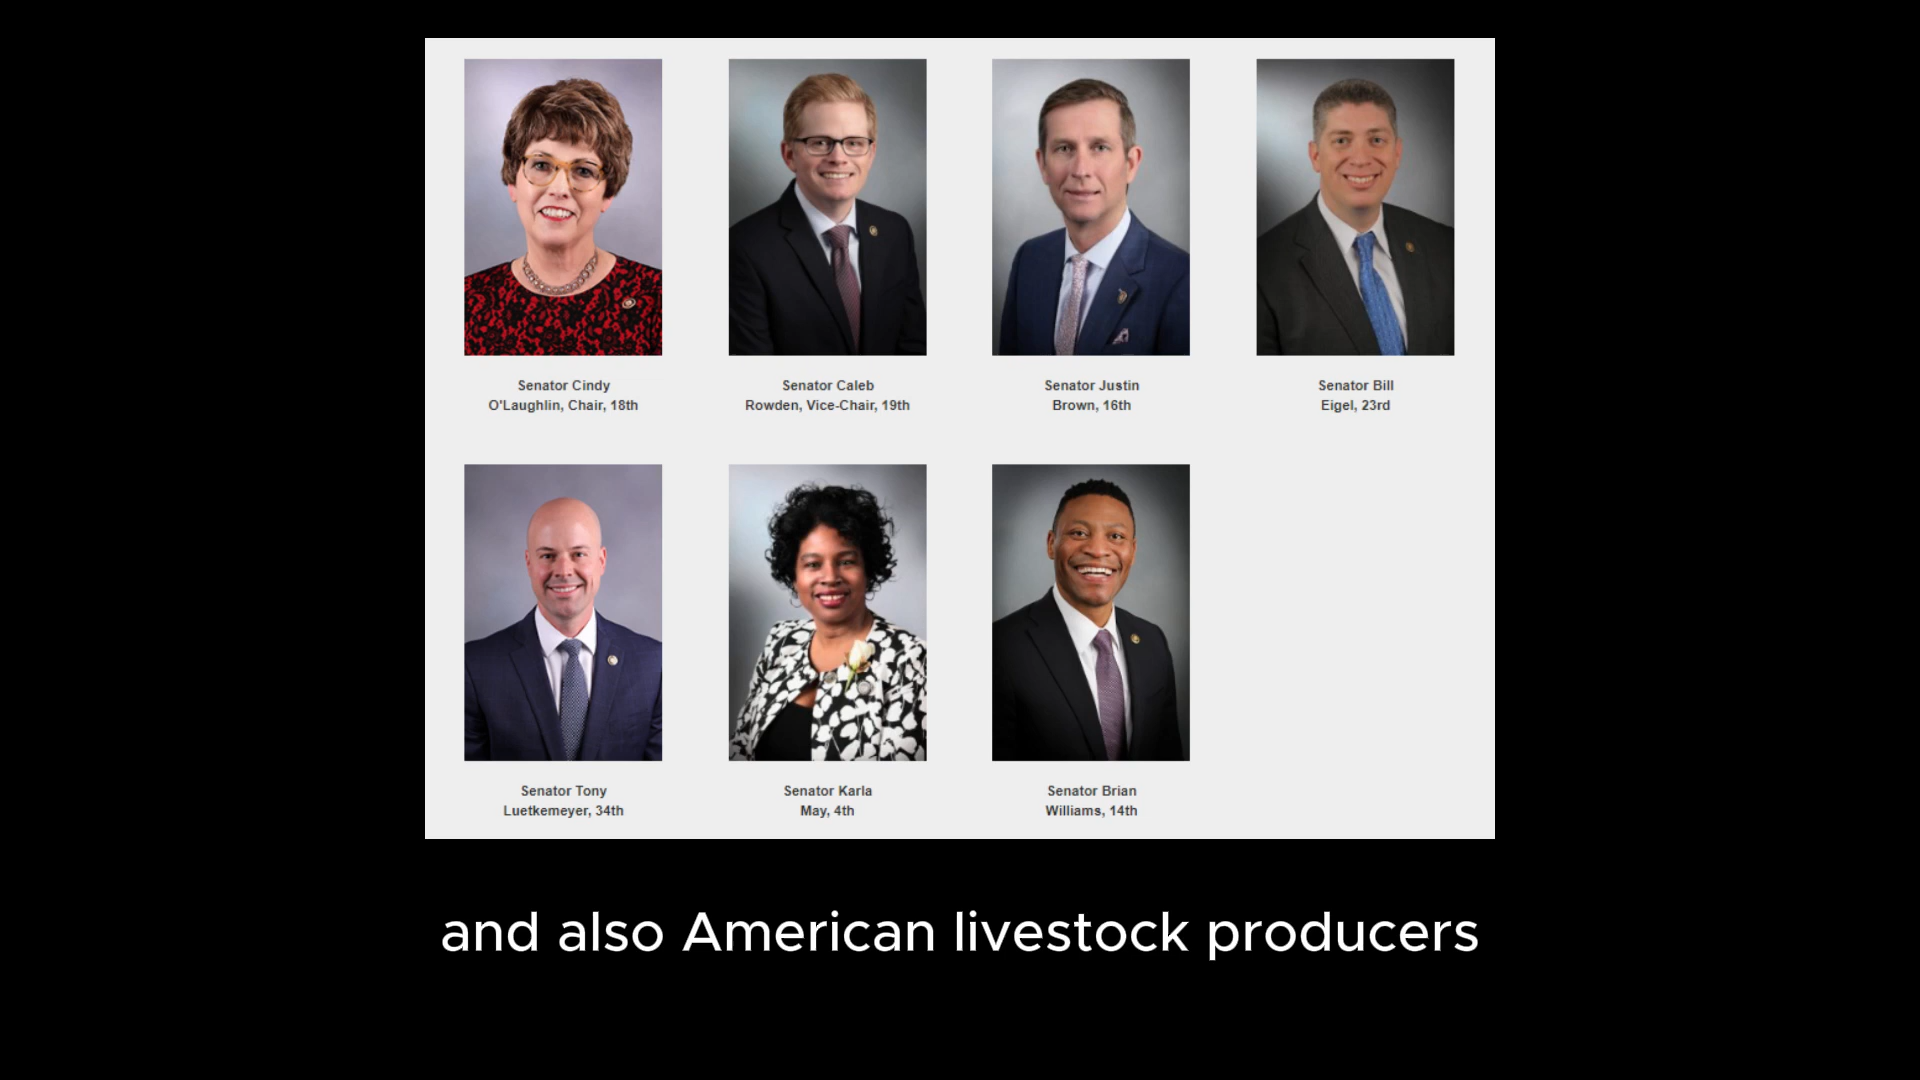 Senator Cindy
O'Laughlin, Chair, 18th
Senator Caleb
Rowden, Vice-Chair, 19th
Senator Justin
Brown, 16th
Senator Bill
Eigel, 23rd
Senator Tony
Luetkemeyer, 34th
Senator Karla
May, 4th
Senator Brian
Williams, 14th
and also American livestock producers